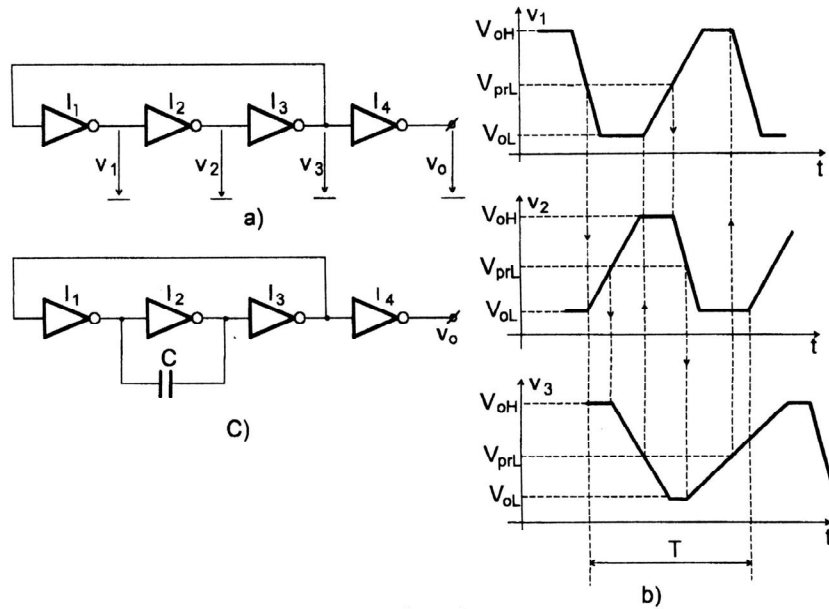 I1 I2 I3 I4
v1 v2 v3 vo
a)
I1 I2 I3 I4
C
vo
C)
v1
VoH
VprL
VoL
t
v2
VoH
VprL
VoL
t
v3
VoH
VprL
VoL
t
T
b)